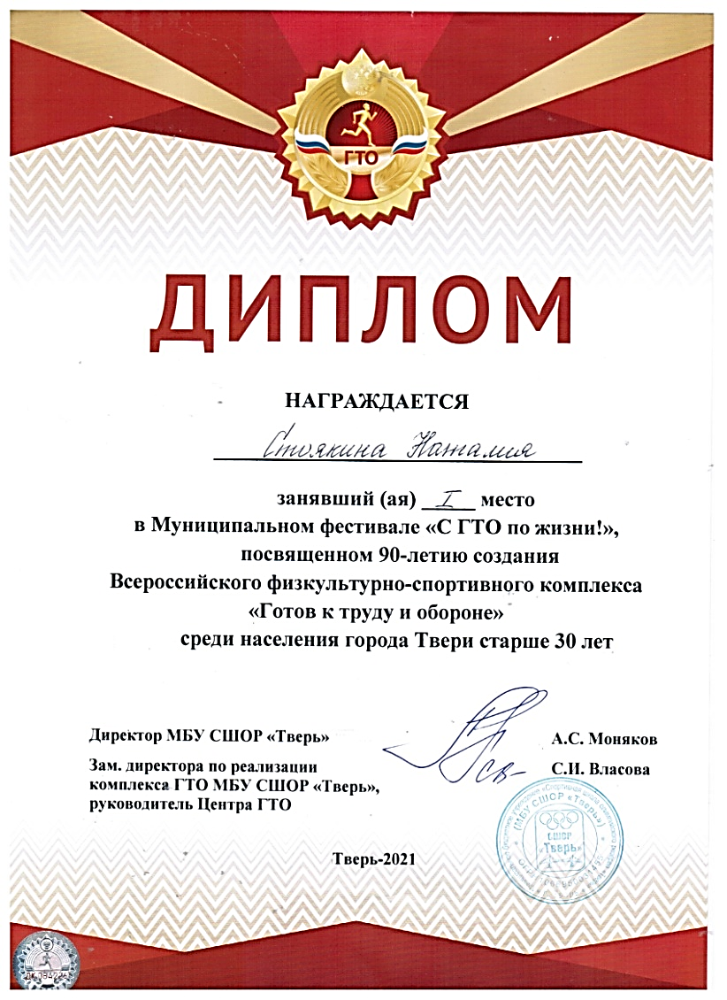 ГТО
ДИПЛОМ
НАГРАЖДАЕТСЯ
Стоякина Наталия
занявший (ая) I место
в Муниципальном фестивале «С ГТО по жизни!»,
посвященном 90-летию создания
Всероссийского физкультурно-спортивного комплекса
«Готов к труду и обороне»
среди населения города Твери старше 30 лет
Директор МБУ СШОР «Тверь»
А.С. Моняков
Зам. директора по реализации
комплекса ГТО МБУ СШОР «Тверь»,
руководитель Центра ГТО
С.И. Власова
(МБУ СШОР «Тверь»)
СШОР
«Тверь»
Тверь-2021